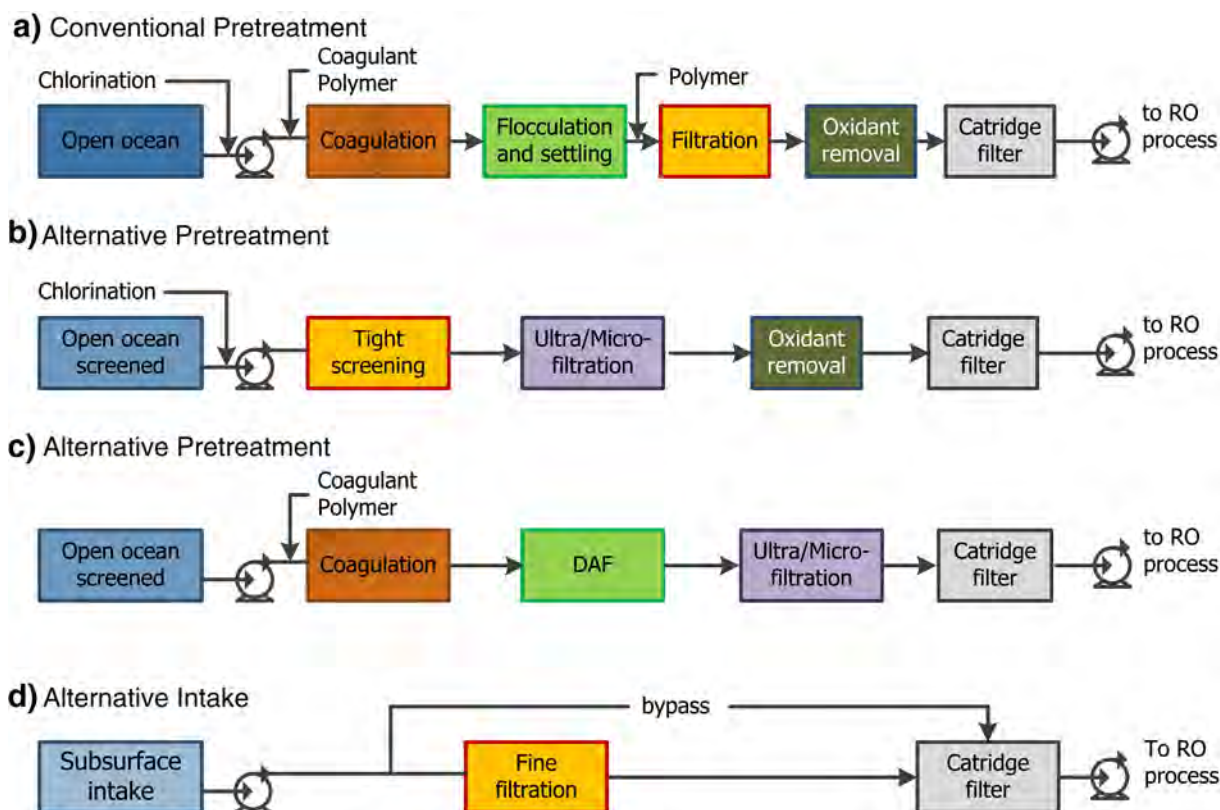 a) Conventional Pretreatment
Chlorination
Coagulant
Polymer
Polymer
Open ocean
Coagulation
Flocculation
and settling
Filtration
Oxidant
removal
Catridge
filter
to RO
process
b) Alternative Pretreatment
Chlorination
Open ocean
screened
Tight
screening
Ultra/Micro-
filtration
Oxidant
removal
Catridge
filter
to RO
process
c) Alternative Pretreatment
Coagulant
Polymer
Open ocean
screened
Coagulation
DAF
Ultra/Micro-
filtration
Catridge
filter
to RO
process
d) Alternative Intake
bypass
Subsurface
intake
Fine
filtration
Catridge
filter
To RO
process